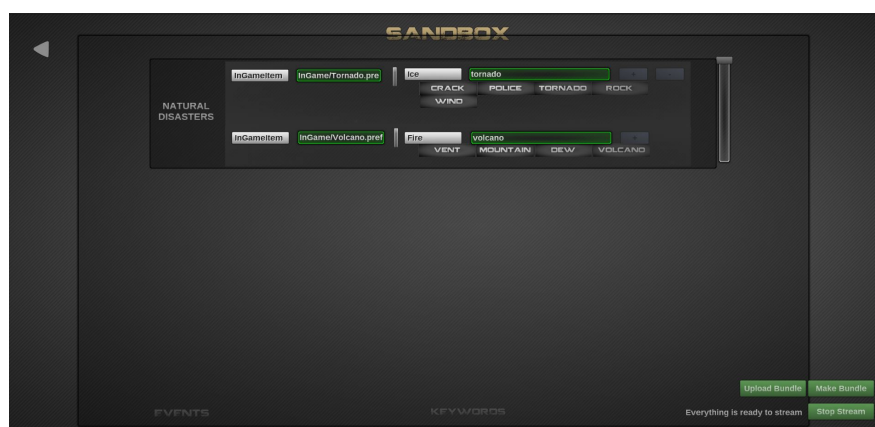 SANDBOX
InGameItem InGame/Tornado.pre Ice tornado + -
CRACK POLICE TORNADO ROCK
WIND
NATURAL
DISASTERS
InGameItem InGame/Volcano.pref Fire volcano +
VENT MOUNTAIN DEW VOLCANO
Upload Bundle Make Bundle
EVENTS KEYWORDS Everything is ready to stream Stop Stream